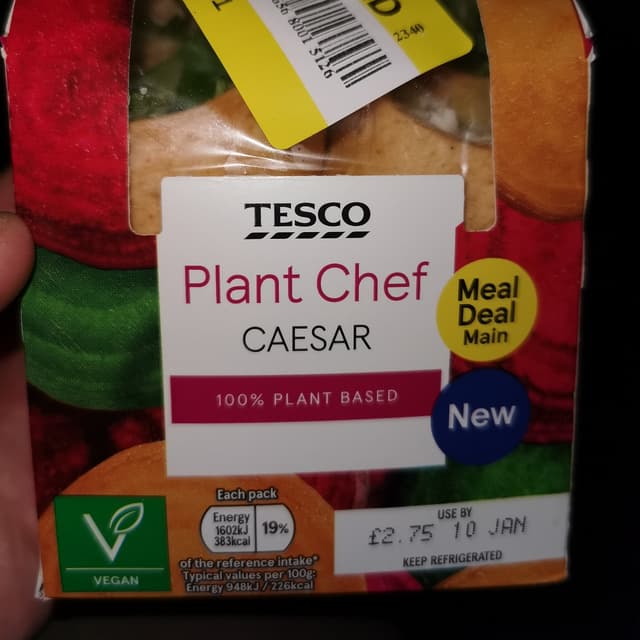 2340
8001 5126
TESCO
Plant Chef
CAESAR
100% PLANT BASED
Meal
Deal
Main
New
Each pack
Energy
1602kJ
383kcal
19%
of the reference intake*
Typical values per 100g:
Energy 948kJ / 226kcal
VEGAN
USE BY
£2.75 10 JAN
KEEP REFRIGERATED